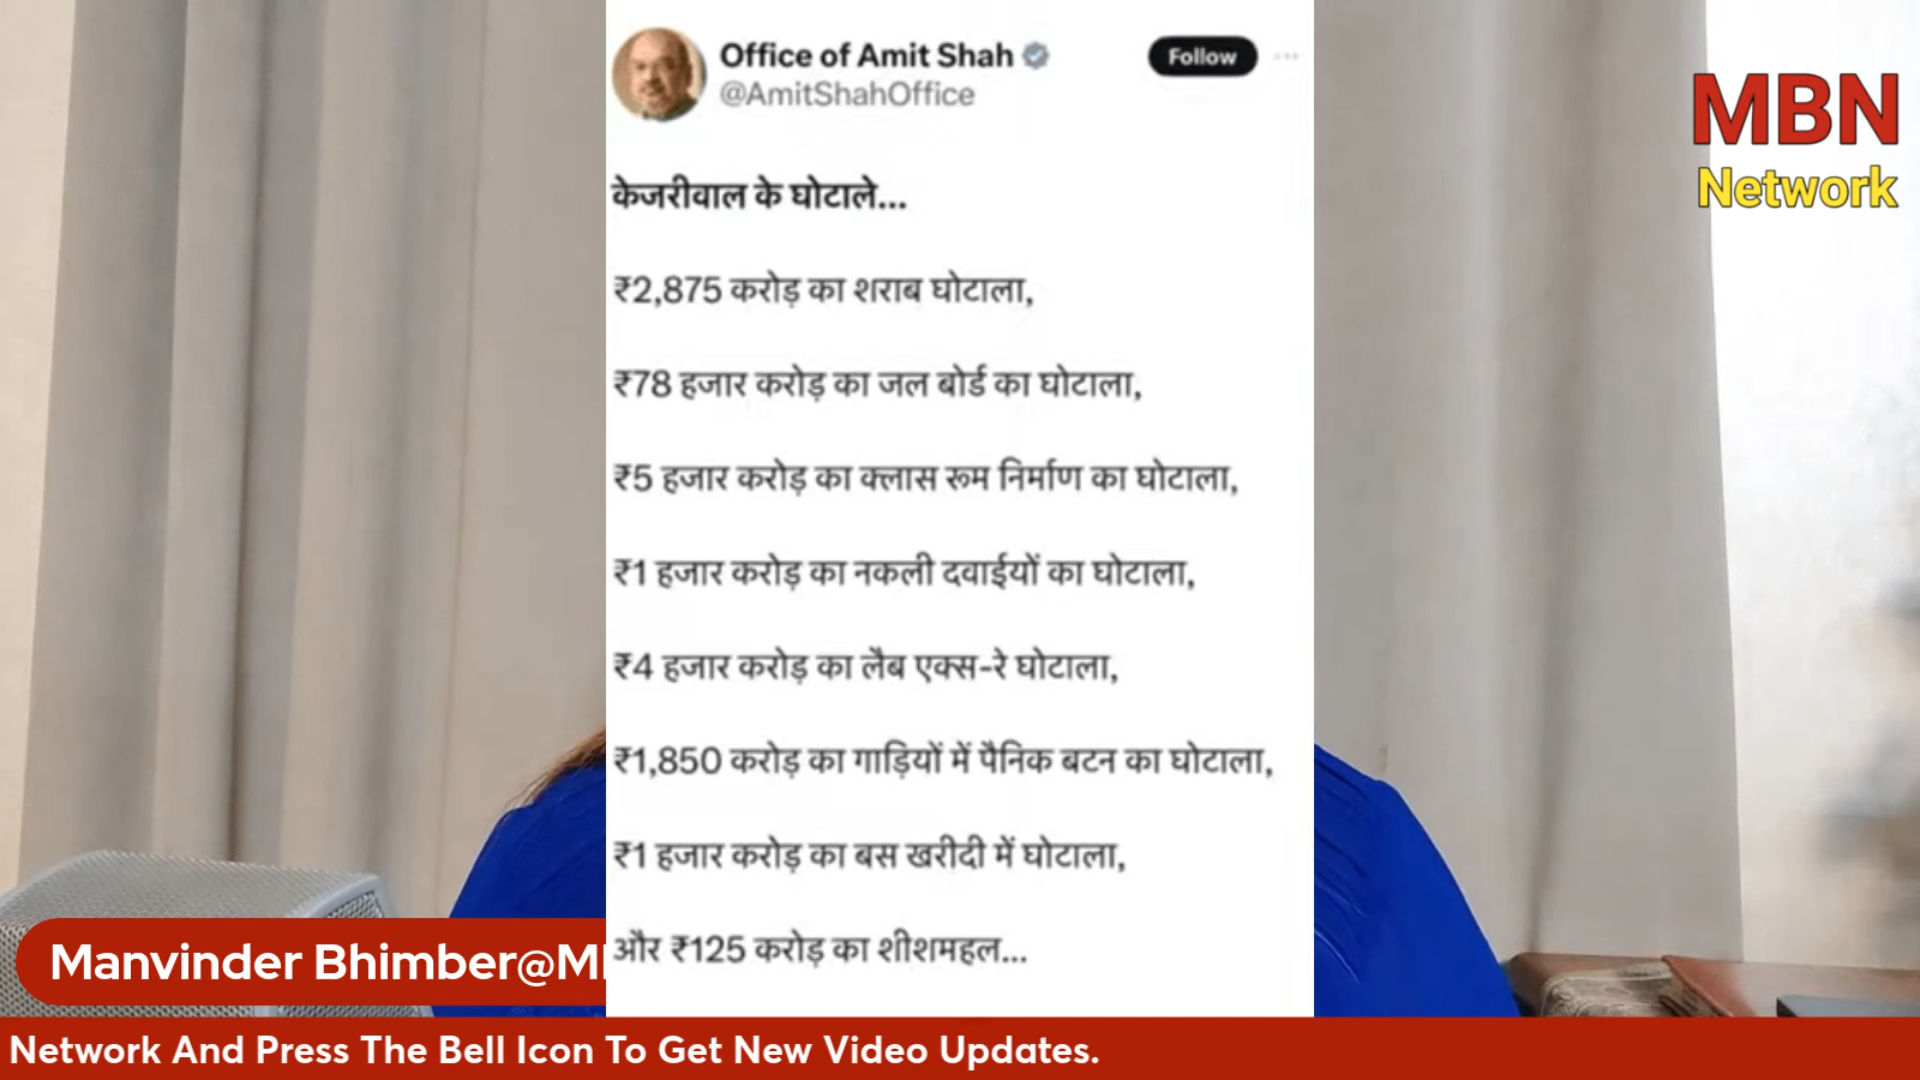 Office of Amit Shah
@AmitShahOffice
Follow
केजरीवाल के घोटाले...
₹2,875 करोड़ का शराब घोटाला,
₹78 हजार करोड़ का जल बोर्ड का घोटाला,
₹5 हजार करोड़ का क्लास रूम निर्माण का घोटाला,
₹1 हजार करोड़ का नकली दवाईयों का घोटाला,
₹4 हजार करोड़ का लैब एक्स-रे घोटाला,
₹1,850 करोड़ का गाड़ियों में पैनिक बटन का घोटाला,
₹1 हजार करोड़ का बस खरीदी में घोटाला,
और ₹125 करोड़ का शीशमहल...
MBN
Network
Manvinder Bhimber@M
Network And Press The Bell Icon To Get New Video Updates.